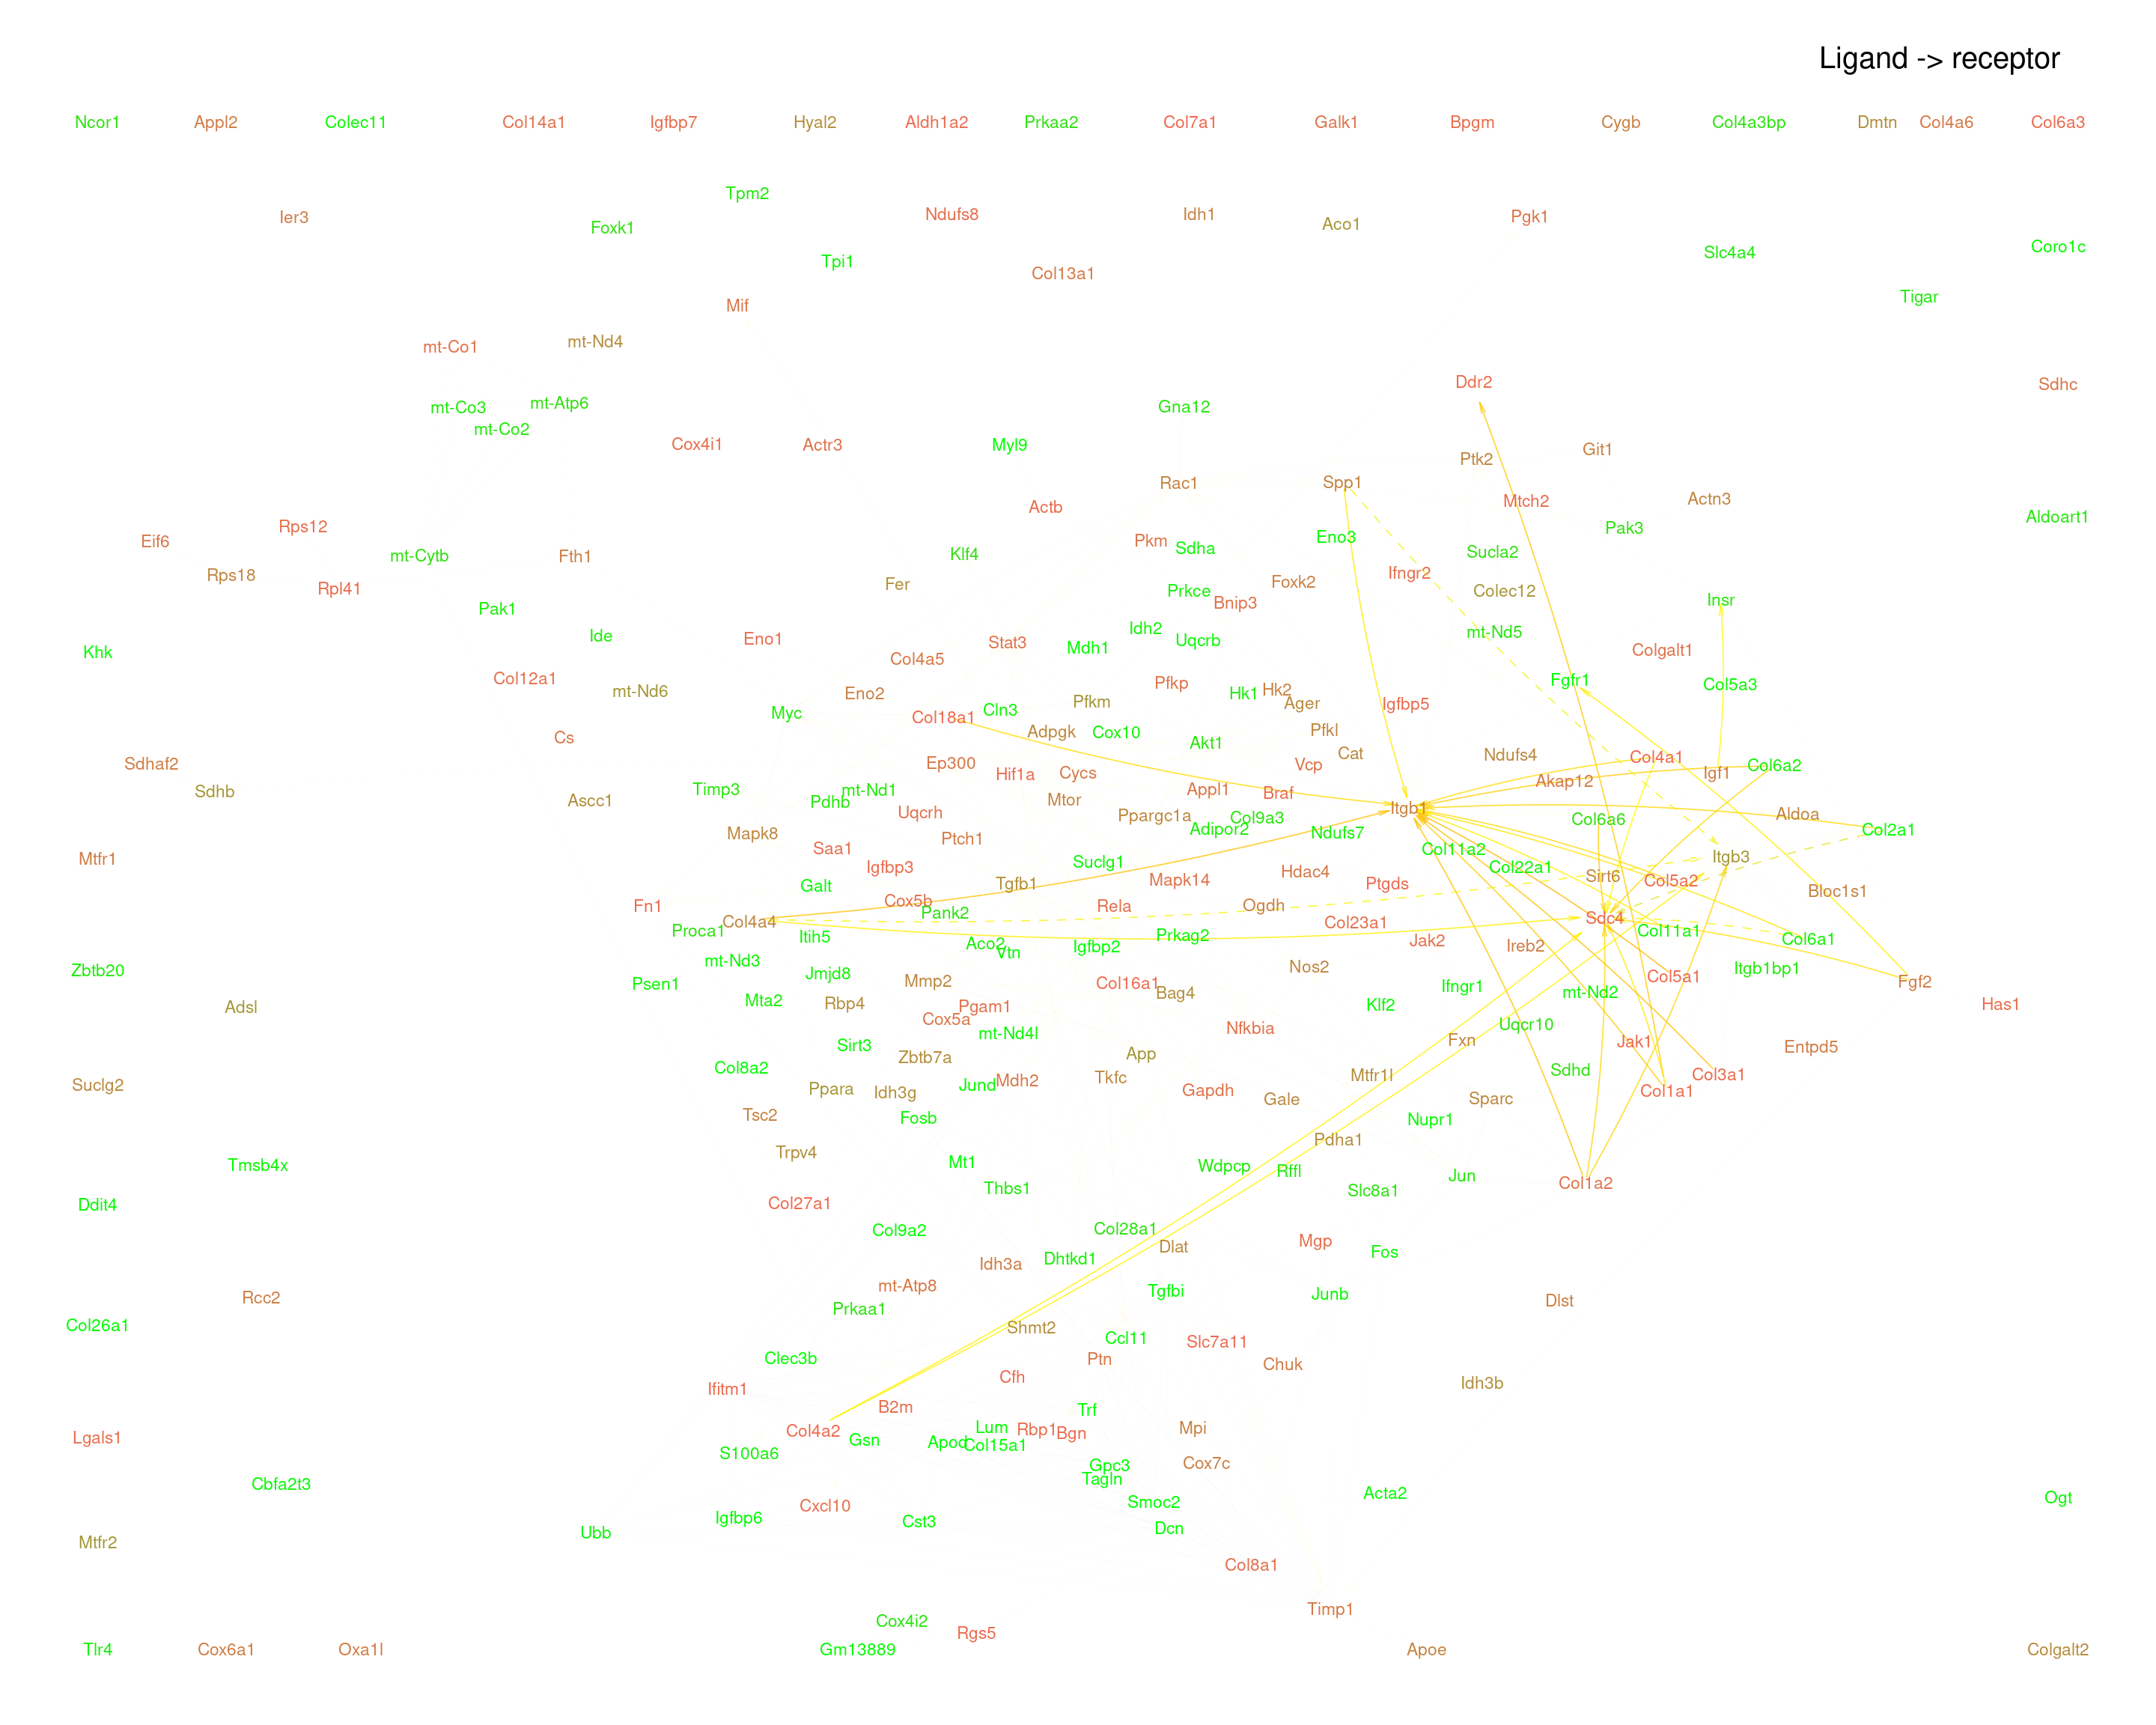 Ligand -> receptor
Ncor1 Appl2 Colec11 Col14a1 Igfbp7 Hyal2 Aldh1a2 Prkaa2 Col7a1 Galk1 Bpgm Cygb Col4a3bp Dmtn Col4a6 Col6a3
Tpm2
Ier3 Foxk1 Ndufs8 Idh1 Aco1 Pgk1
Tpi1 Col13a1 Slc4a4 Coro1c
Mif Tigar
mt-Co1 mt-Nd4
Ddr2 Sdhc
mt-Co3 mt-Atp6 Gna12
mt-Co2 Cox4i1 Actr3 Myl9 Ptk2 Git1
Rac1 Spp1 Mtch2 Actn3
Actb
Eif6 Rps12 Pkm Sdha Eno3 Pak3 Aldoart1
mt-Cytb Fth1 Klf4 Sucla2
Rps18 Rpl41 Fer Foxk2 Ifngr2
Pak1 Prkce Bnip3 Colec12 Insr
Ide Eno1 Stat3 Idh2 Uqcrb mt-Nd5
Khk Col4a5 Mdh1 Colgalt1
Col12a1 mt-Nd6 Eno2 Pfkp Hk1 Hk2 Fgfr1 Col5a3
Myc Col18a1 Cln3 Pfkm Ager Igfbp5
Cs Adpgk Cox10 Akt1 Pfkl
Sdhaf2 Ep300 Hif1a Cycs Vcp Cat Ndufs4 Col4a1 Igf1 Col6a2
Sdhb Ascc1 Timp3 Pdhb mt-Nd1 Mtor Appl1 Braf Akap12
Uqcrh Ppargc1a Col9a3 Itgb1 Aldoa
Mapk8 Ptch1 Adipor2 Ndufs7 Col6a6 Col2a1
Mtfr1 Saa1 Igfbp3 Suclg1 Col11a2 Col22a1 Itgb3
Galt Tgfb1 Mapk14 Hdac4 Ptgds Sirt6 Col5a2 Bloc1s1
Fn1 Cox5b Pank2 Rela Ogdh
Col4a4 Col23a1 Sdc4
Proca1 Itih5 Aco2 Vtn Igfbp2 Prkag2 Jak2 Ireb2 Col11a1 Col6a1
Zbtb20 mt-Nd3 Jmjd8 Nos2 Itgb1bp1
Psen1 Mmp2 Col16a1 Bag4 Ifngr1 mt-Nd2 Col5a1 Fgf2
Adsl Mta2 Rbp4 Pgam1 Klf2 Has1
Cox5a mt-Nd4l Nfkbia Uqcr10
Sirt3 Zbtb7a App Fxn Jak1 Entpd5
Suclg2 Col8a2 Ppara Idh3g Jund Mdh2 Tkfc Gapdh Mtfr1l Sdhd Col3a1
Tsc2 Fosb Gale Nupr1 Sparc Col1a1
Trpv4 Pdha1
Tmsb4x Mt1 Wdpcp Rffl Jun
Ddit4 Col27a1 Thbs1 Slc8a1 Col1a2
Col9a2 Col28a1
Idh3a Dhtkd1 Dlat Mgp Fos
Rcc2 mt-Atp8 Tgfbi Junb Dlst
Col26a1 Prkaa1 Shmt2 Ccl11 Slc7a11
Clec3b Ptn Chuk
Ifitm1 Cfh Idh3b
B2m Trf
Lgals1 Col4a2 Gsn Apod Lum Col15a1 Rbp1 Bgn Mpi
S100a6 Gpc3 Cox7c
Cbfa2t3 Tagln Acta2 Ogt
Cxcl10 Smoc2
Mtfr2 Ubb Igfbp6 Cst3 Dcn
Col8a1
Timp1
Cox4i2 Rgs5
Tlr4 Cox6a1 Oxa1l Gm13889 Apoe Colgalt2